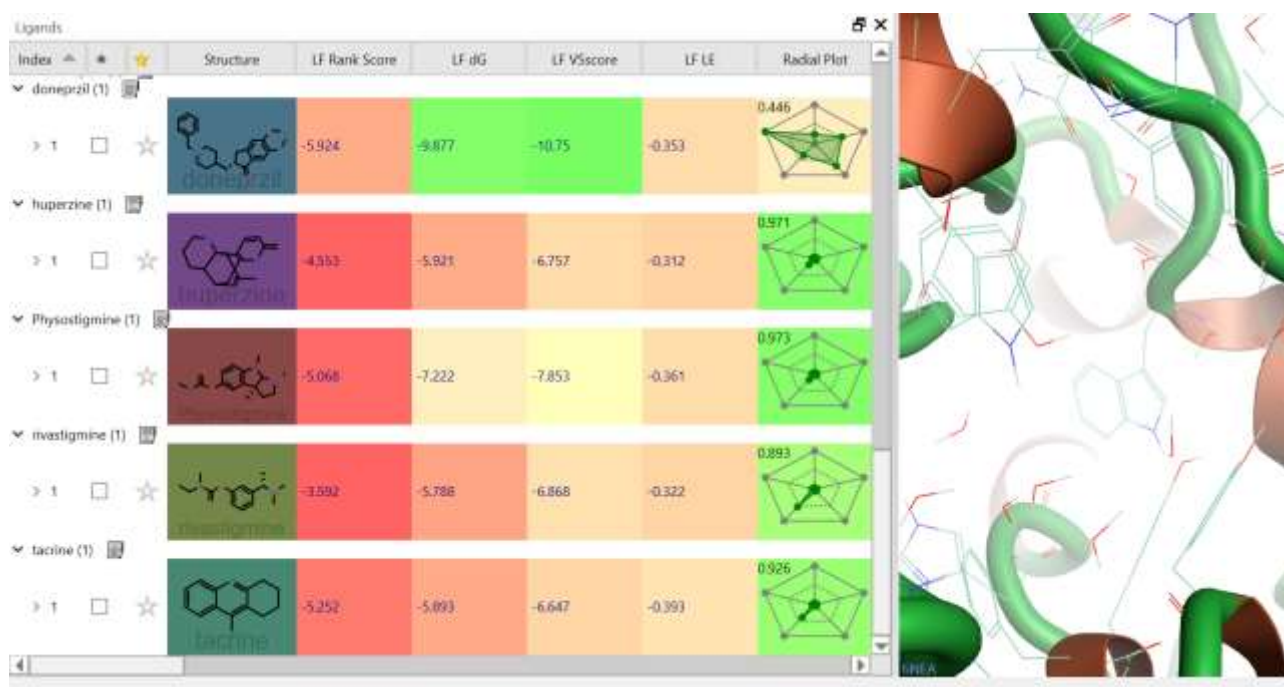 Ligands
Index Structure LF Rank Score LF dG LF VSscore LF LE Radial Plot
doneprzil (1)
1 doneprzil -5.924 -9.877 -10.75 -0.353 0.446
huperzine (1)
1 huperzine -4.553 -5.921 -6.757 -0.312 0.971
Physostigmine (1)
1 Physostigmine -5.068 -7.222 -7.853 -0.361 0.973
rivastigmine (1)
1 rivastigmine -3.592 -5.788 -6.868 -0.322 0.893
tacrine (1)
1 tacrine -5.252 -5.893 -6.647 -0.393 0.926